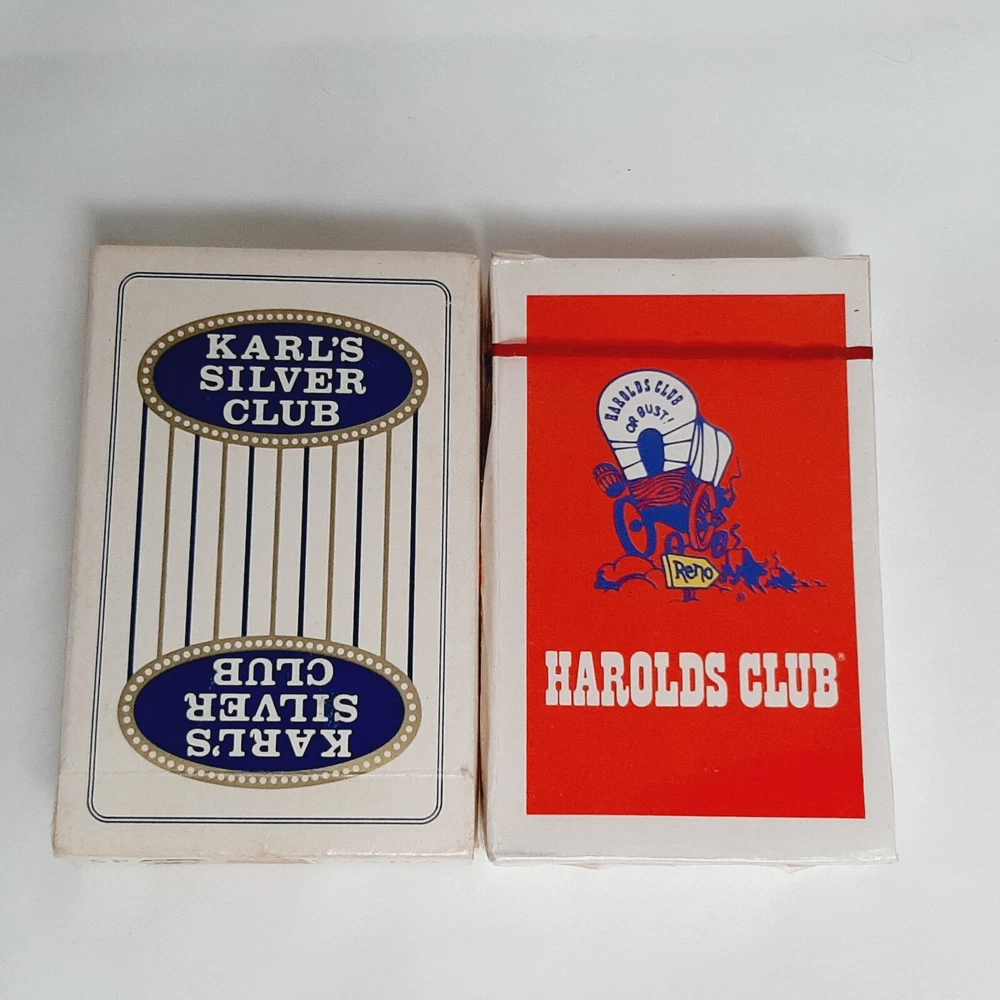 KARL'S
SILVER
CLUB
KARL'S
SILVER
CLUB
HAROLDS CLUB
OR BUST!
Reno
®
HAROLDS CLUB®